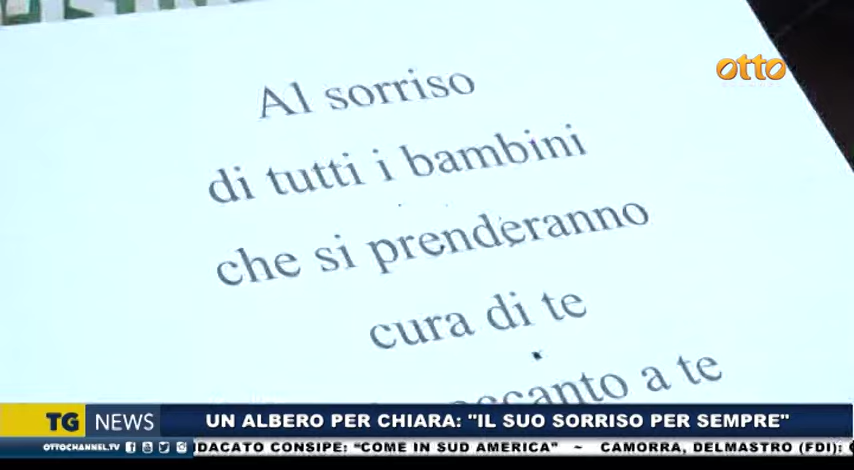 otto
Al sorriso
di tutti i bambini
che si prenderanno
cura di te
a te
TG NEWS
UN ALBERO PER CHIARA: "IL SUO SORRISO PER SEMPRE"
OTTOCHANNEL.TV
DACATO CONSIPE: "COME IN SUD AMERICA" ~ CAMORRA, DELMASTRO (FDI):